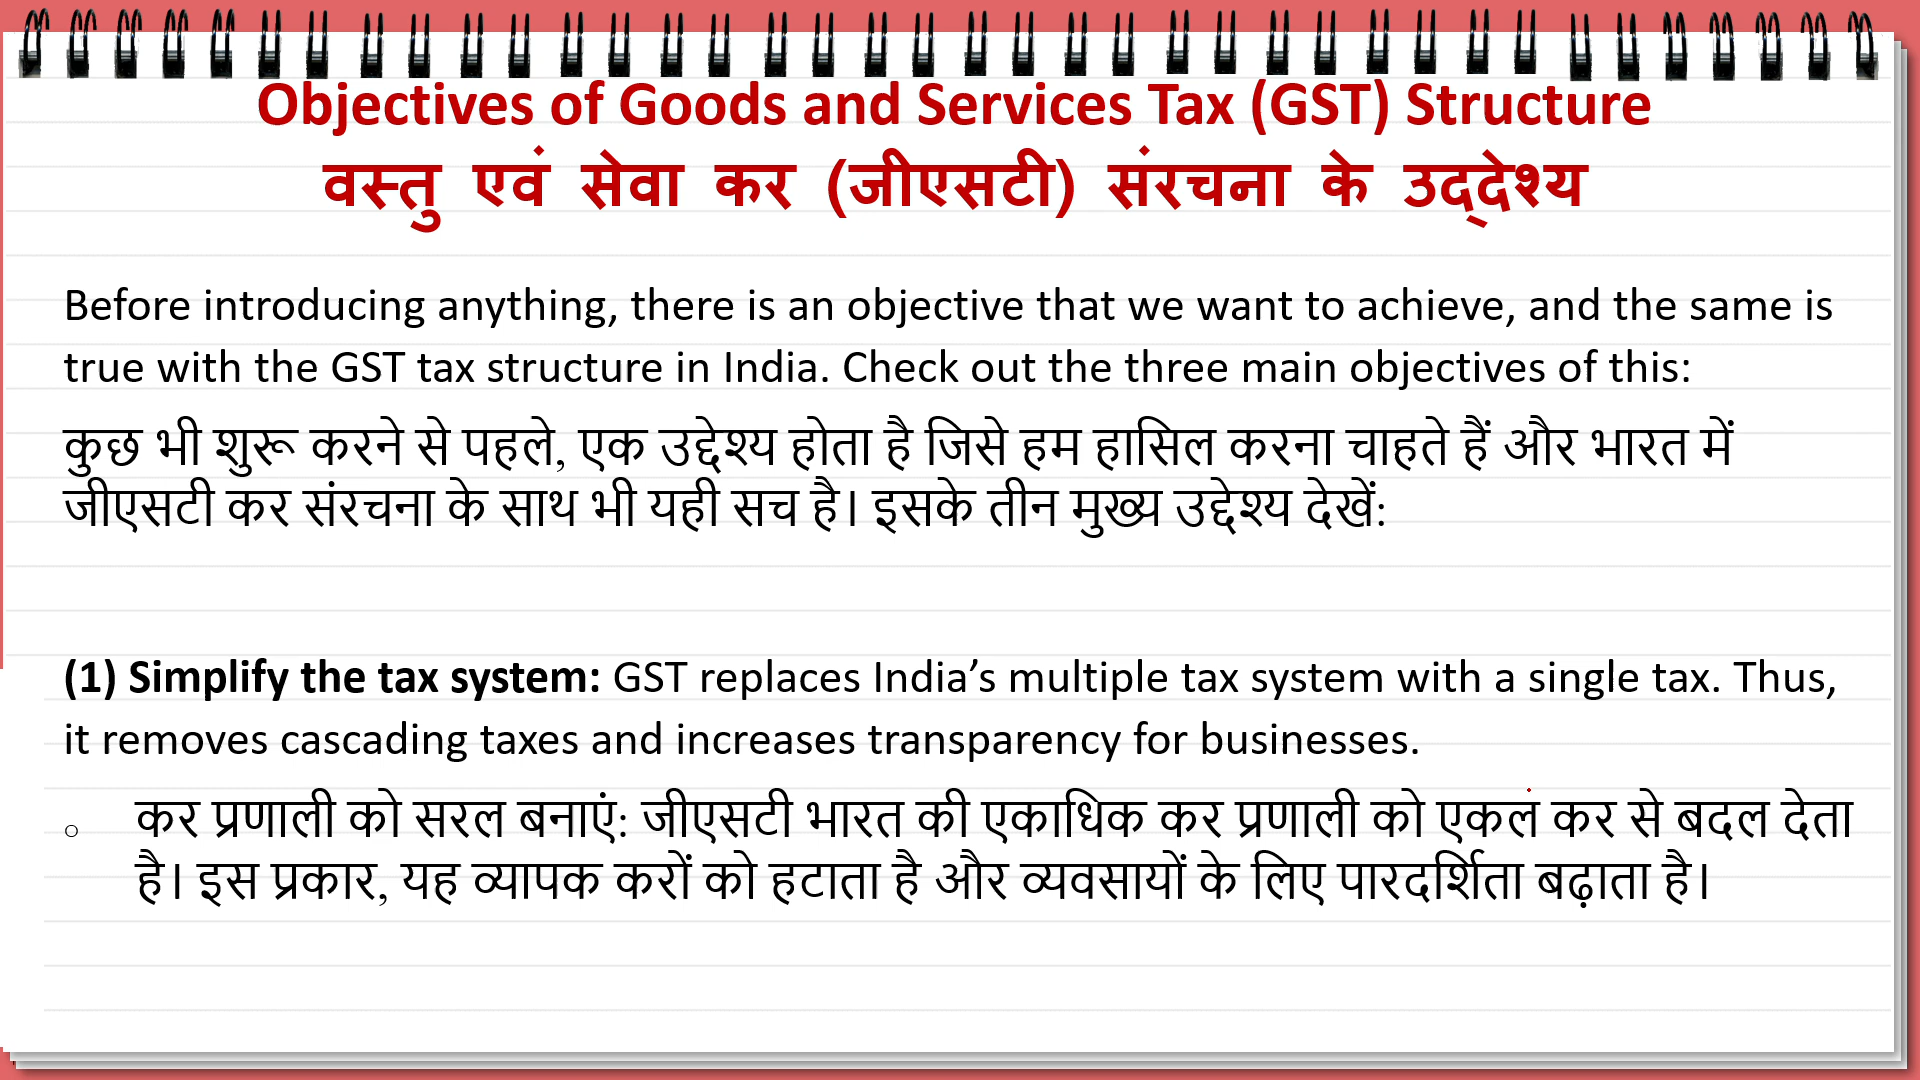 Objectives of Goods and Services Tax (GST) Structure
वस्तु एवं सेवा कर (जीएसटी) संरचना के उद्देश्य
Before introducing anything, there is an objective that we want to achieve, and the same is
true with the GST tax structure in India. Check out the three main objectives of this:
कुछ भी शुरू करने से पहले, एक उद्देश्य होता है जिसे हम हासिल करना चाहते हैं और भारत में
जीएसटी कर संरचना के साथ भी यही सच है। इसके तीन मुख्य उद्देश्य देखें:
(1) Simplify the tax system: GST replaces India’s multiple tax system with a single tax. Thus,
it removes cascading taxes and increases transparency for businesses.
○ कर प्रणाली को सरल बनाएं: जीएसटी भारत की एकाधिक कर प्रणाली को एकल कर से बदल देता
है। इस प्रकार, यह व्यापक करों को हटाता है और व्यवसायों के लिए पारदर्शिता बढ़ाता है।